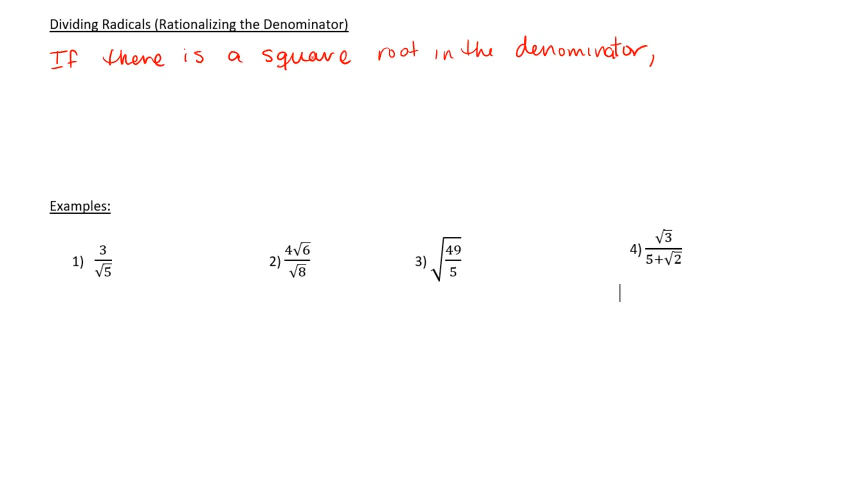 Dividing Radicals (Rationalizing the Denominator)
If there is a square root in the denominator,
Examples:
1) 3/√5 2) 4√6/√8 3) √(49/5) 4) √3/(5+√2)